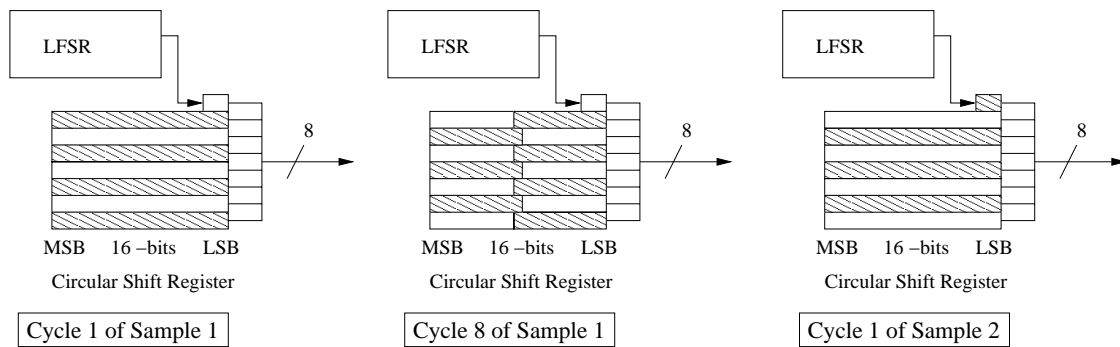 LFSR
8
MSB 16 −bits LSB
Circular Shift Register
Cycle 1 of Sample 1
LFSR
8
MSB 16 −bits LSB
Circular Shift Register
Cycle 8 of Sample 1
LFSR
8
MSB 16 −bits LSB
Circular Shift Register
Cycle 1 of Sample 2